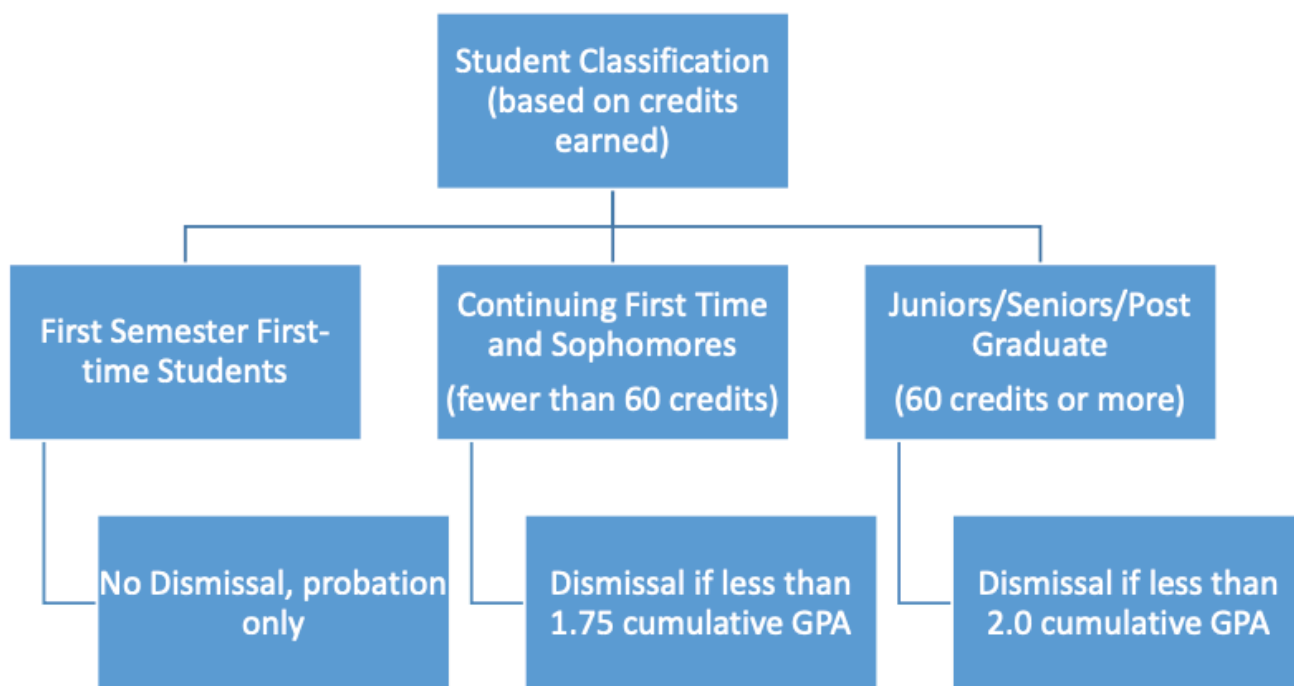 Student Classification
(based on credits
earned)
First Semester First-
time Students
Continuing First Time
and Sophomores
(fewer than 60 credits)
Juniors/Seniors/Post
Graduate
(60 credits or more)
No Dismissal, probation
only
Dismissal if less than
1.75 cumulative GPA
Dismissal if less than
2.0 cumulative GPA